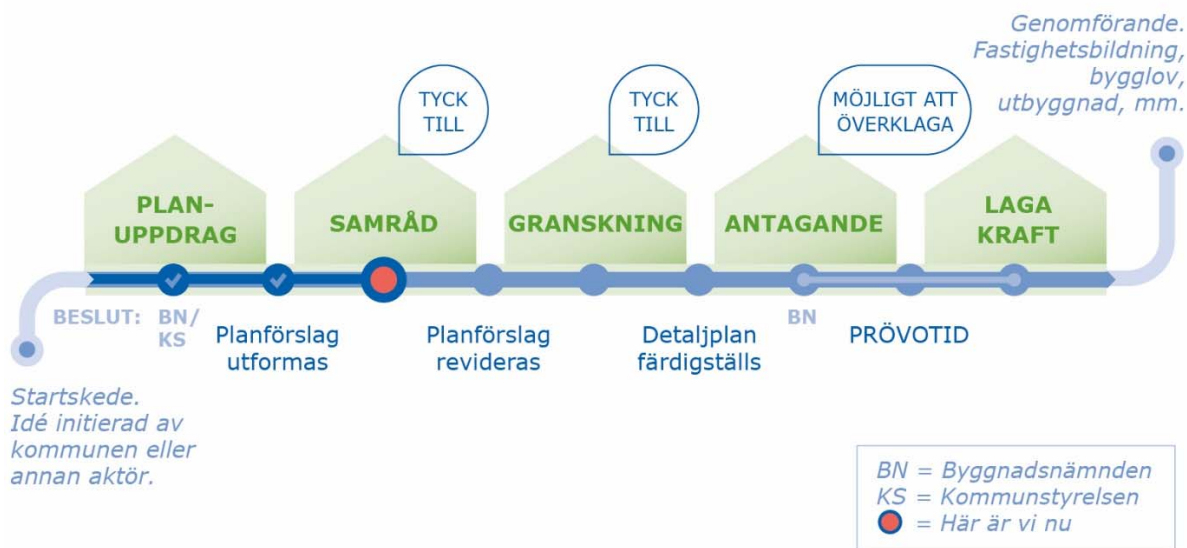 Genomförande.
Fastighetsbildning,
bygglov,
utbyggnad, mm.
TYCK
TILL
TYCK
TILL
MÖJLIGT ATT
ÖVERKLAGA
PLAN-
UPPDRAG
SAMRÅD
GRANSKNING
ANTAGANDE
LAGA
KRAFT
BESLUT:
BN/
KS
Planförslag
utformas
Planförslag
revideras
Detaljplan
färdigställs
BN
PRÖVOTID
Startskede.
Idé initierad av
kommunen eller
annan aktör.
BN = Byggnadsnämnden
KS = Kommunstyrelsen
= Här är vi nu